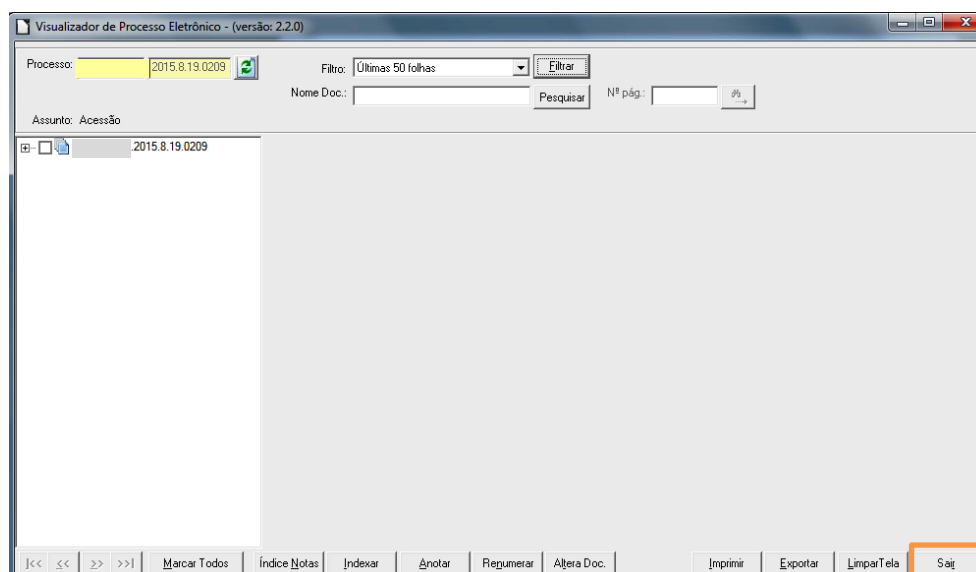 Visualizador de Processo Eletrônico - (versão: 2.2.0)
Processo: 2015.8.19.0209 Filtro: Últimas 50 folhas Filtrar
Nome Doc.: Pesquisar Nº pág.:
Assunto: Acessão
.2015.8.19.0209
|<< << >> >>| Marcar Todos Índice Notas Indexar Anotar Renumerar Altera Doc. Imprimir Exportar LimparTela Sair